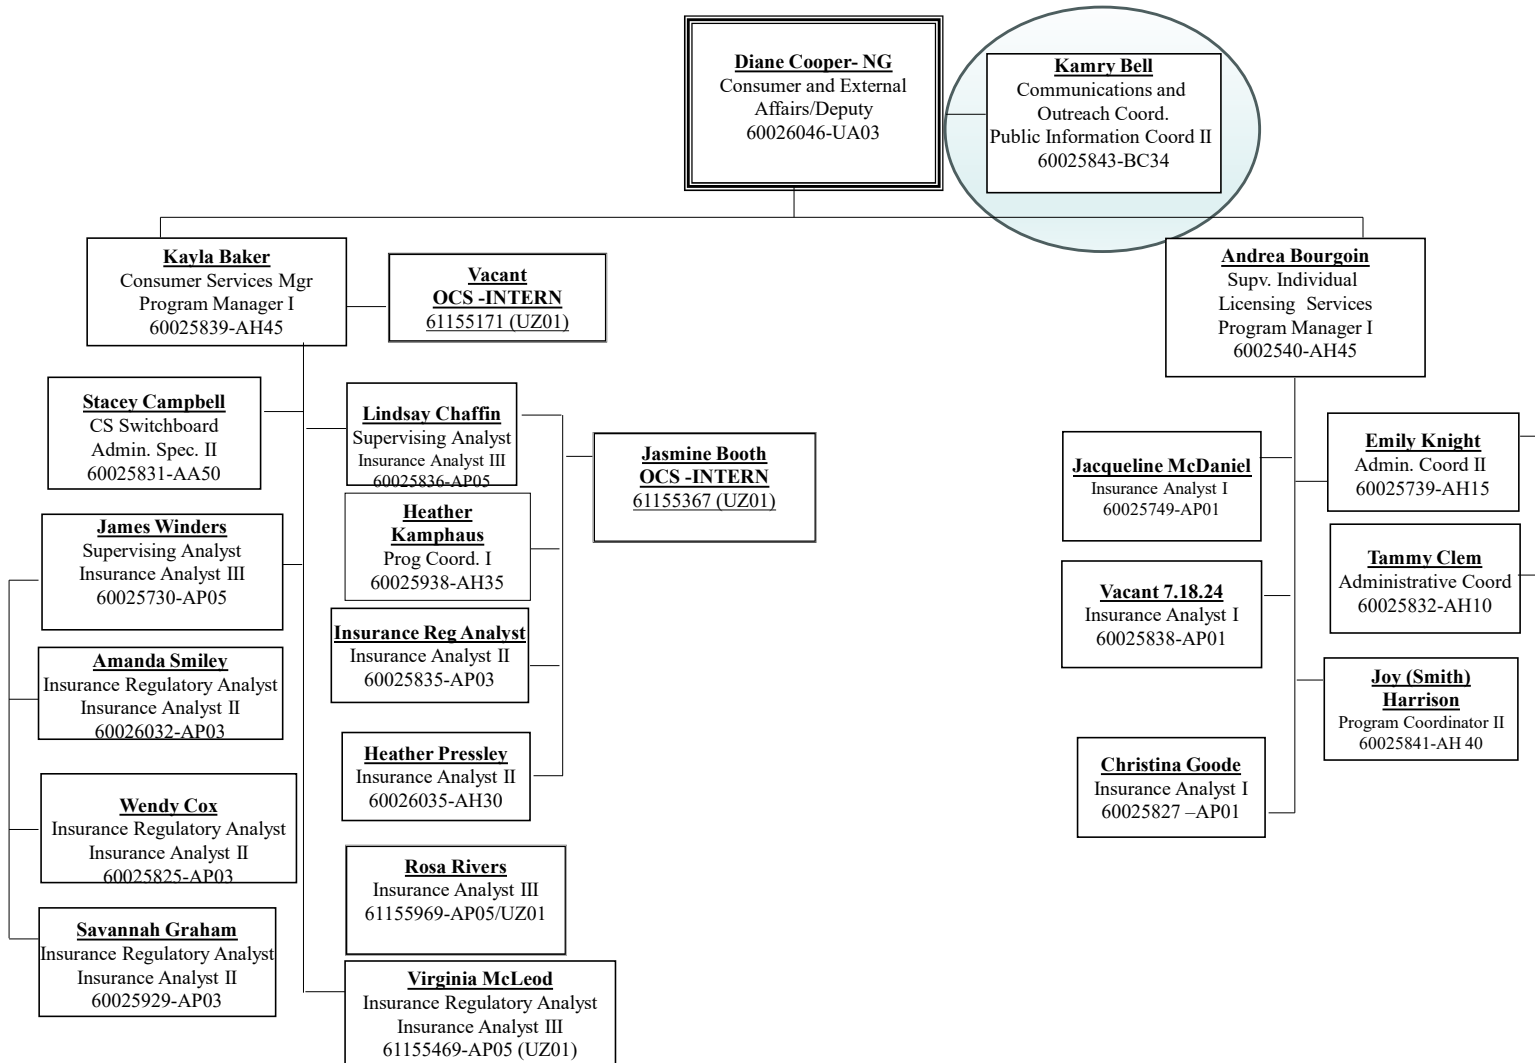 Diane Cooper- NG
Consumer and External
Affairs/Deputy
60026046-UA03
Kamry Bell
Communications and
Outreach Coord.
Public Information Coord II
60025843-BC34
Kayla Baker
Consumer Services Mgr
Program Manager I
60025839-AH45
Vacant
OCS -INTERN
61155171 (UZ01)
Andrea Bourgoin
Supv. Individual
Licensing Services
Program Manager I
6002540-AH45
Stacey Campbell
CS Switchboard
Admin. Spec. II
60025831-AA50
Lindsay Chaffin
Supervising Analyst
Insurance Analyst III
60025836-AP05
Jasmine Booth
OCS -INTERN
61155367 (UZ01)
Jacqueline McDaniel
Insurance Analyst I
60025749-AP01
Emily Knight
Admin. Coord II
60025739-AH15
James Winders
Supervising Analyst
Insurance Analyst III
60025730-AP05
Heather
Kamphaus
Prog Coord. I
60025938-AH35
Vacant 7.18.24
Insurance Analyst I
60025838-AP01
Tammy Clem
Administrative Coord
60025832-AH10
Amanda Smiley
Insurance Regulatory Analyst
Insurance Analyst II
60026032-AP03
Insurance Reg Analyst
Insurance Analyst II
60025835-AP03
Joy (Smith)
Harrison
Program Coordinator II
60025841-AH 40
Heather Pressley
Insurance Analyst II
60026035-AH30
Christina Goode
Insurance Analyst I
60025827 –AP01
Wendy Cox
Insurance Regulatory Analyst
Insurance Analyst II
60025825-AP03
Rosa Rivers
Insurance Analyst III
61155969-AP05/UZ01
Savannah Graham
Insurance Regulatory Analyst
Insurance Analyst II
60025929-AP03
Virginia McLeod
Insurance Regulatory Analyst
Insurance Analyst III
61155469-AP05 (UZ01)